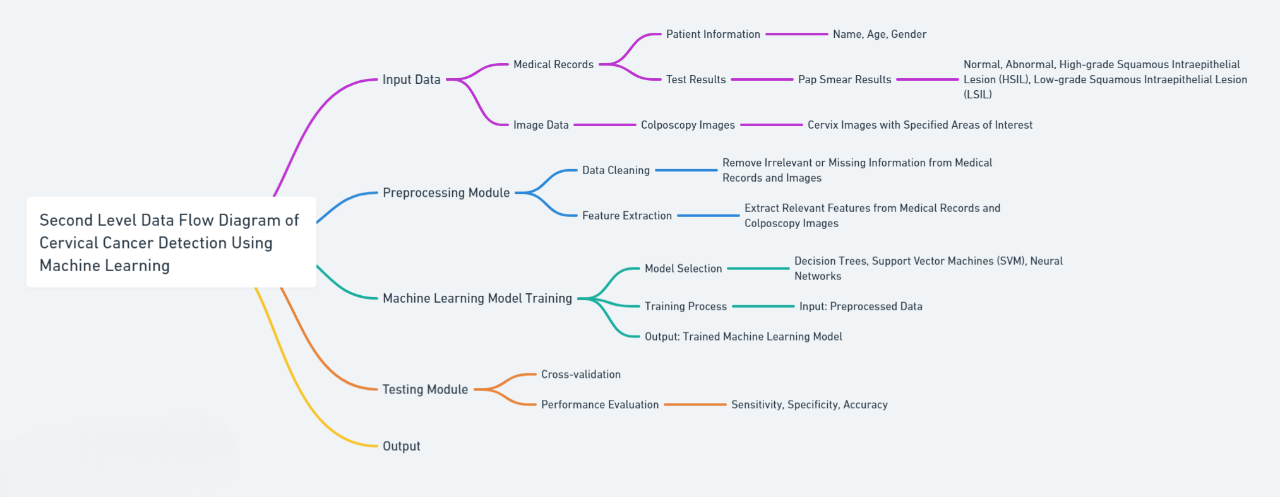 Second Level Data Flow Diagram of
Cervical Cancer Detection Using
Machine Learning
Input Data
Medical Records
Patient Information
Name, Age, Gender
Test Results
Pap Smear Results
Normal, Abnormal, High-grade Squamous Intraepithelial
Lesion (HSIL), Low-grade Squamous Intraepithelial Lesion
(LSIL)
Image Data
Colposcopy Images
Cervix Images with Specified Areas of Interest
Preprocessing Module
Data Cleaning
Remove Irrelevant or Missing Information from Medical
Records and Images
Feature Extraction
Extract Relevant Features from Medical Records and
Colposcopy Images
Machine Learning Model Training
Model Selection
Decision Trees, Support Vector Machines (SVM), Neural
Networks
Training Process
Input: Preprocessed Data
Output: Trained Machine Learning Model
Testing Module
Cross-validation
Performance Evaluation
Sensitivity, Specificity, Accuracy
Output